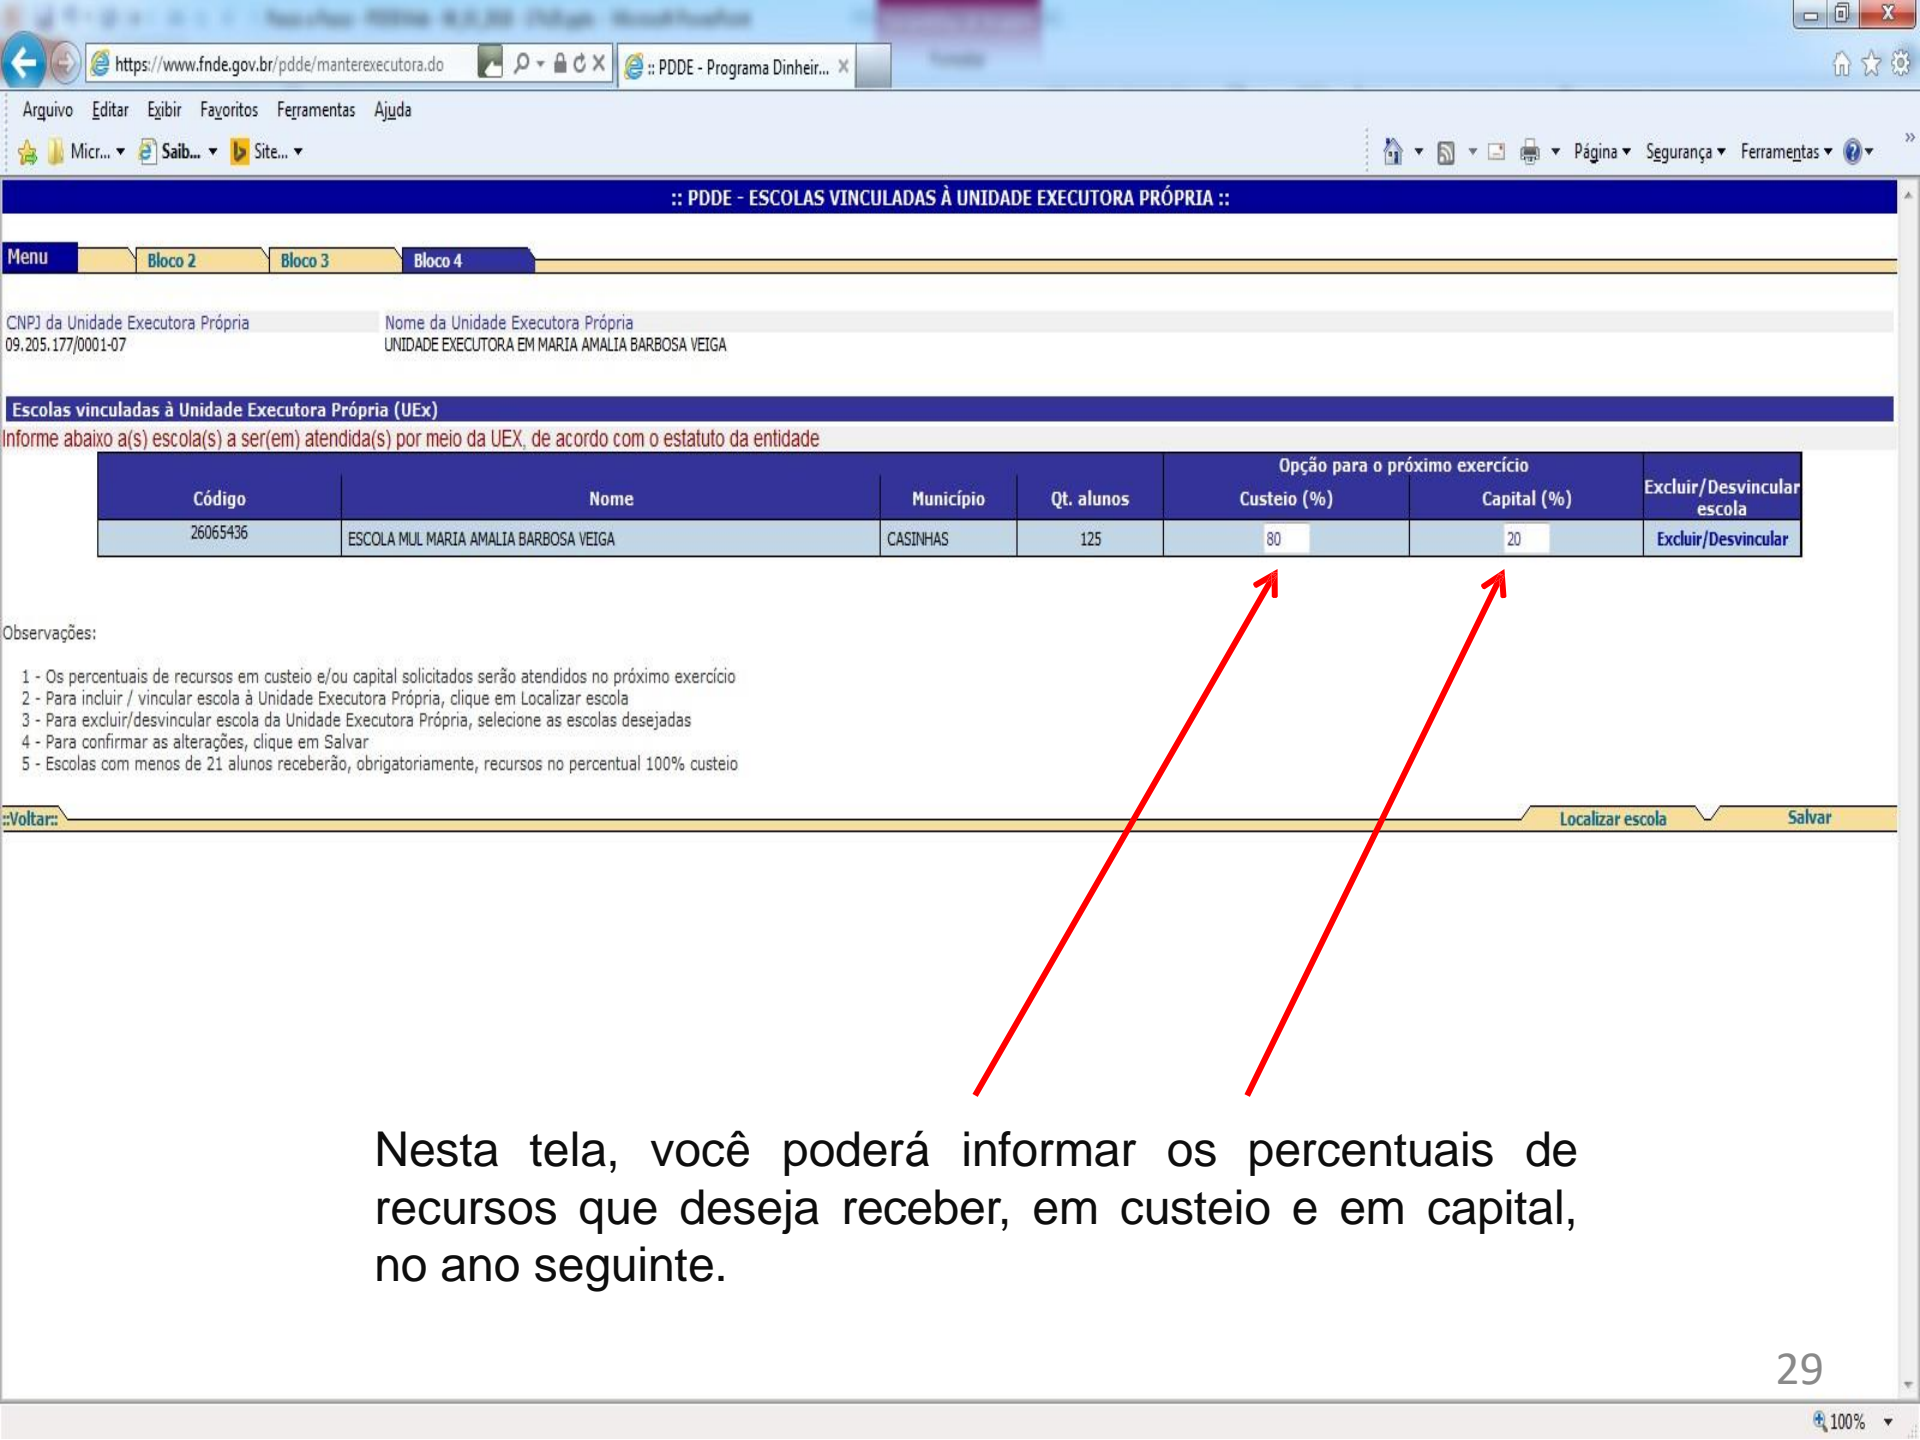 https://www.fnde.gov.br/pdde/manterexecutora.do
:: PDDE - Programa Dinheir...
Arquivo Editar Exibir Favoritos Ferramentas Ajuda
Micr... Saib... Site...
Página Segurança Ferramentas
:: PDDE - ESCOLAS VINCULADAS À UNIDADE EXECUTORA PRÓPRIA ::
Menu Bloco 2 Bloco 3 Bloco 4
CNPJ da Unidade Executora Própria Nome da Unidade Executora Própria
09.205.177/0001-07 UNIDADE EXECUTORA EM MARIA AMALIA BARBOSA VEIGA
Escolas vinculadas à Unidade Executora Própria (UEx)
Informe abaixo a(s) escola(s) a ser(em) atendida(s) por meio da UEX, de acordo com o estatuto da entidade
Opção para o próximo exercício
Código Nome Município Qt. alunos Custeio (%) Capital (%) Excluir/Desvincular escola
26065436 ESCOLA MUL MARIA AMALIA BARBOSA VEIGA CASINHAS 125 80 20 Excluir/Desvincular
Observações:
1 - Os percentuais de recursos em custeio e/ou capital solicitados serão atendidos no próximo exercício
2 - Para incluir / vincular escola à Unidade Executora Própria, clique em Localizar escola
3 - Para excluir/desvincular escola da Unidade Executora Própria, selecione as escolas desejadas
4 - Para confirmar as alterações, clique em Salvar
5 - Escolas com menos de 21 alunos receberão, obrigatoriamente, recursos no percentual 100% custeio
::Voltar:: Localizar escola Salvar
Nesta tela, você poderá informar os percentuais de
recursos que deseja receber, em custeio e em capital,
no ano seguinte.
29
100%